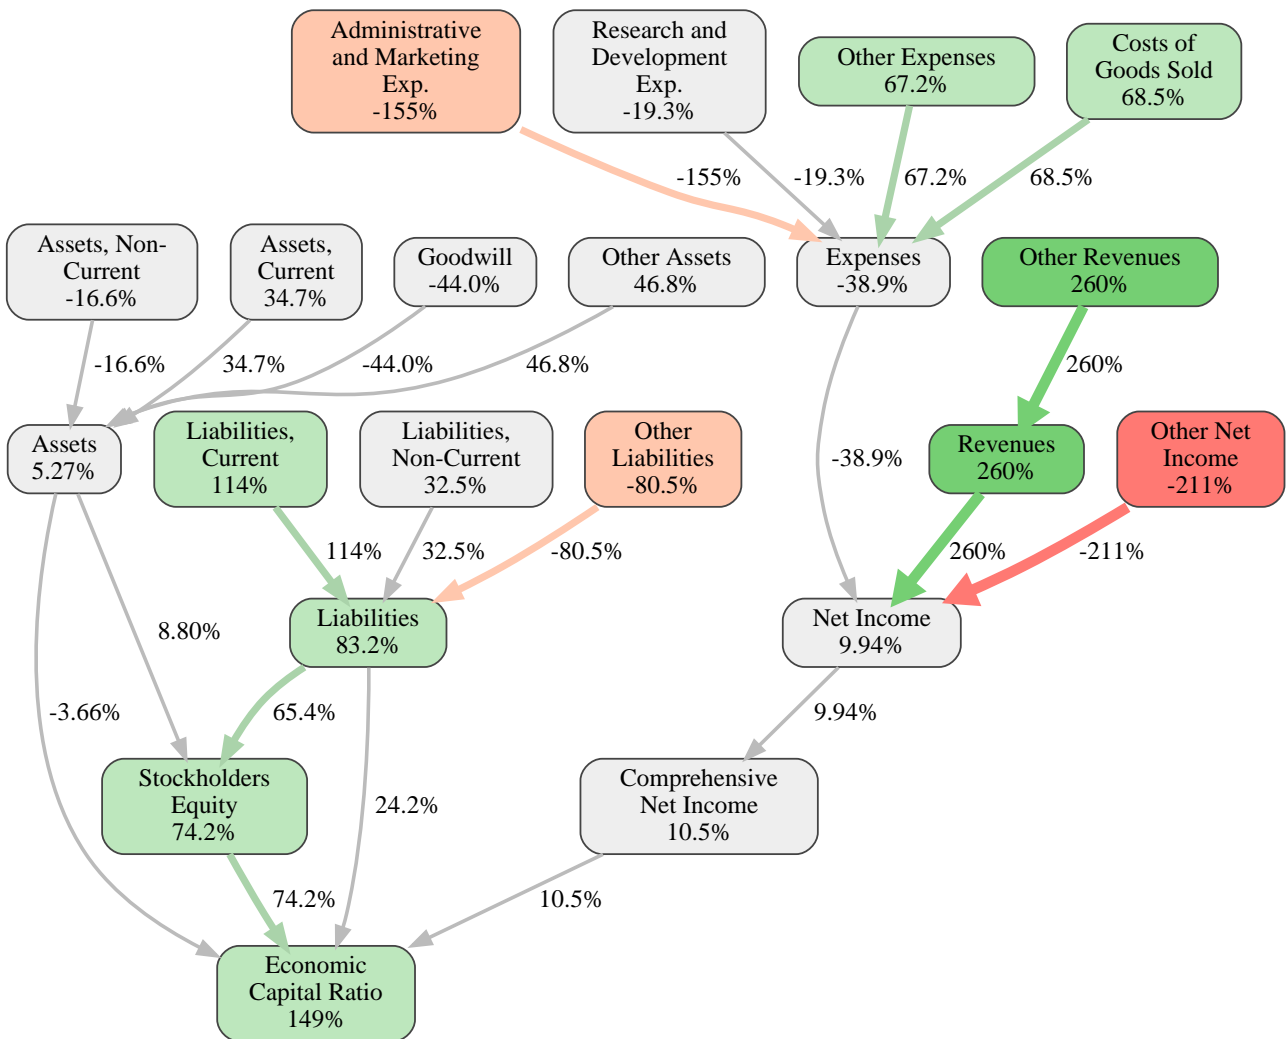 Administrative
and Marketing
Exp.
-155%
Research and
Development
Exp.
-19.3%
Other Expenses
67.2%
Costs of
Goods Sold
68.5%
-155%
-19.3%
67.2%
68.5%
Assets, Non-
Current
-16.6%
Assets,
Current
34.7%
Goodwill
-44.0%
Other Assets
46.8%
Expenses
-38.9%
Other Revenues
260%
-16.6%
34.7%
-44.0%
46.8%
260%
Assets
5.27%
Liabilities,
Current
114%
Liabilities,
Non-Current
32.5%
Other
Liabilities
-80.5%
-38.9%
Revenues
260%
Other Net
Income
-211%
114%
32.5%
-80.5%
260%
-211%
8.80%
Liabilities
83.2%
Net Income
9.94%
-3.66%
65.4%
9.94%
Stockholders
Equity
74.2%
24.2%
Comprehensive
Net Income
10.5%
74.2%
10.5%
Economic
Capital Ratio
149%